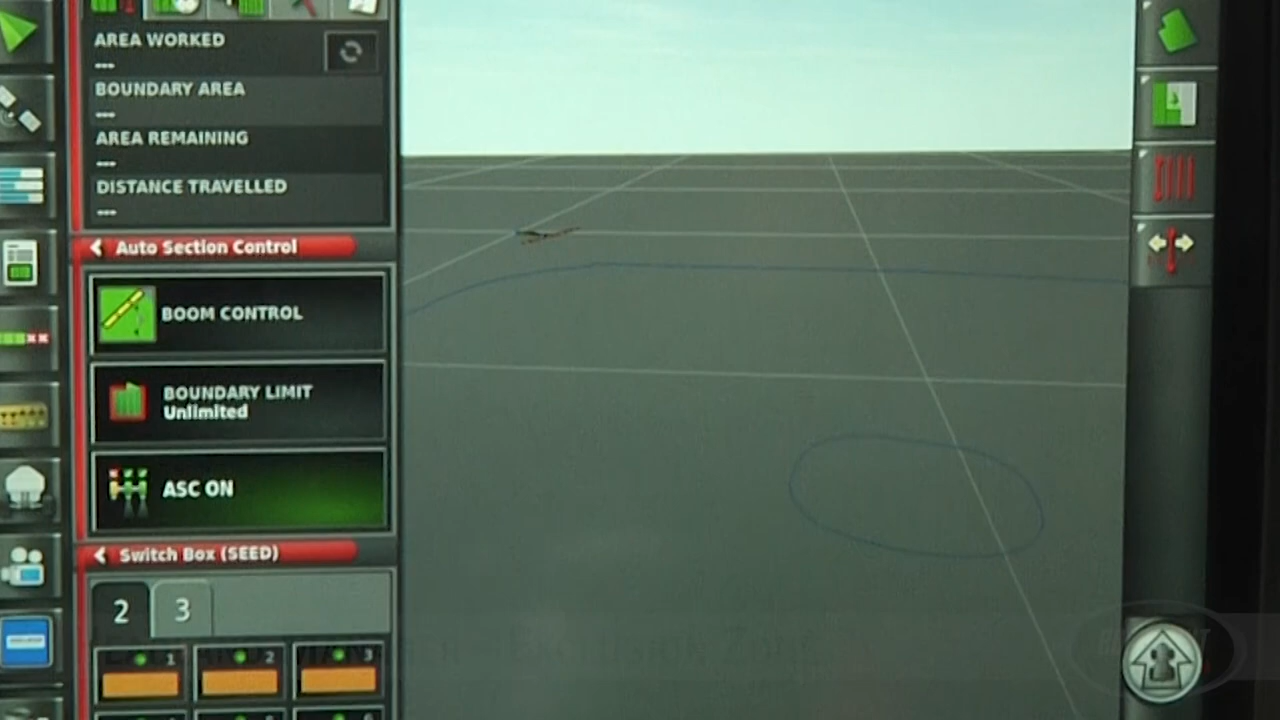 AREA WORKED
---
BOUNDARY AREA
---
AREA REMAINING
---
DISTANCE TRAVELLED
---
Auto Section Control
BOOM CONTROL
BOUNDARY LIMIT
Unlimited
ASC ON
Switch Box (SEED)
2 3
1 2 3